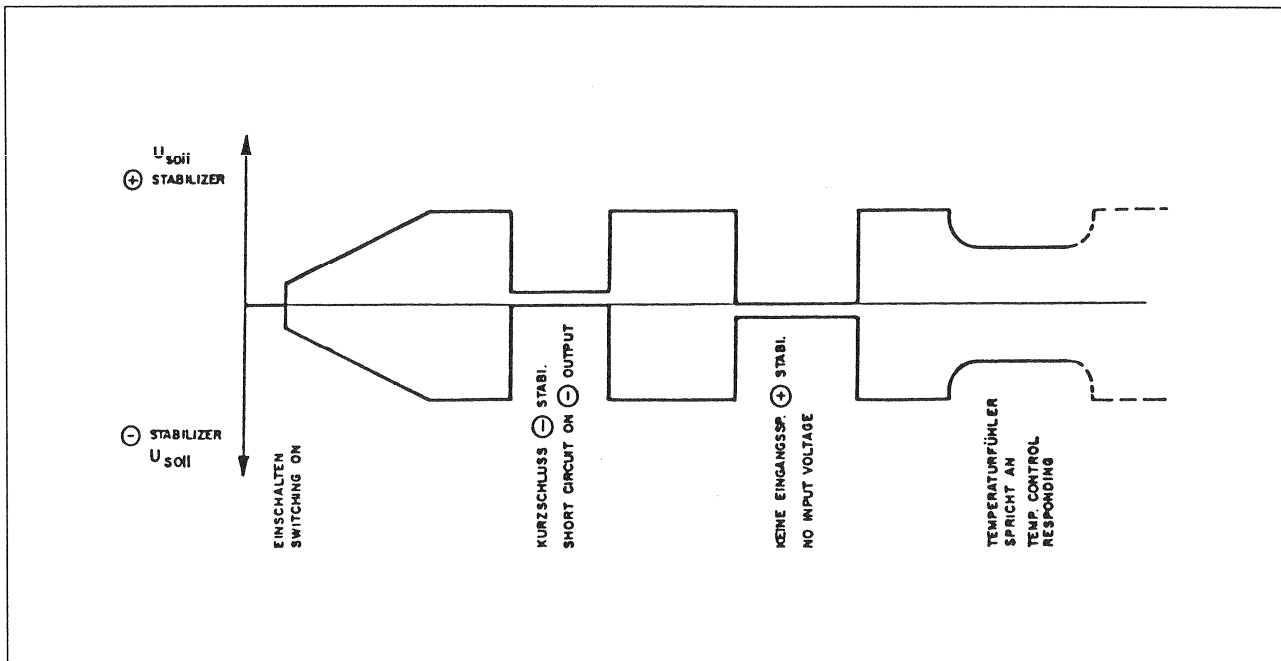 U soll
⊕ STABILIZER
⊖ STABILIZER
U soll
EINSCHALTEN
SWITCHING ON
KURZSCHLUSS ⊖ STABI.
SHORT CIRCUIT ON ⊖ OUTPUT
KEINE EINGANGSSP. ⊕ STABI.
NO INPUT VOLTAGE
TEMPERATURFÜHLER
SPRICHT AN
TEMP. CONTROL
RESPONDING